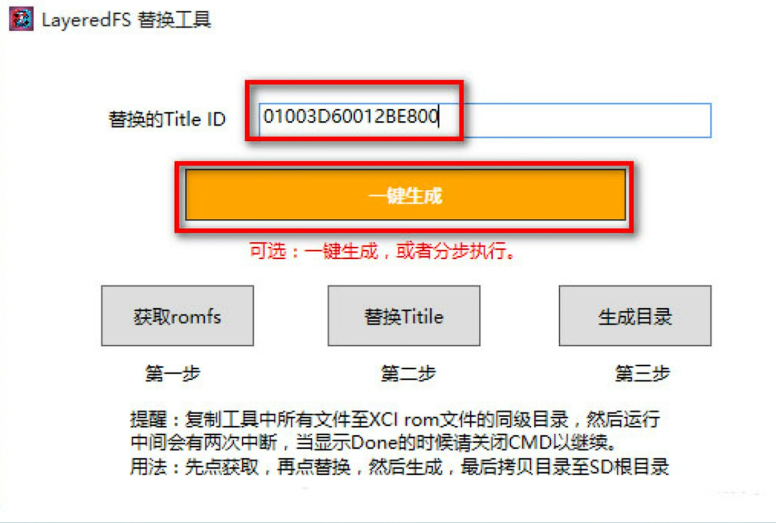 LayeredFS 替换工具
替换的Title ID
01003D60012BE800
一键生成
可选：一键生成，或者分步执行。
获取romfs
替换Titile
生成目录
第一步
第二步
第三步
提醒：复制工具中所有文件至XCI rom文件的同级目录，然后运行
中间会有两次中断，当显示Done的时候请关闭CMD以继续。
用法：先点获取，再点替换，然后生成，最后拷贝目录至SD根目录